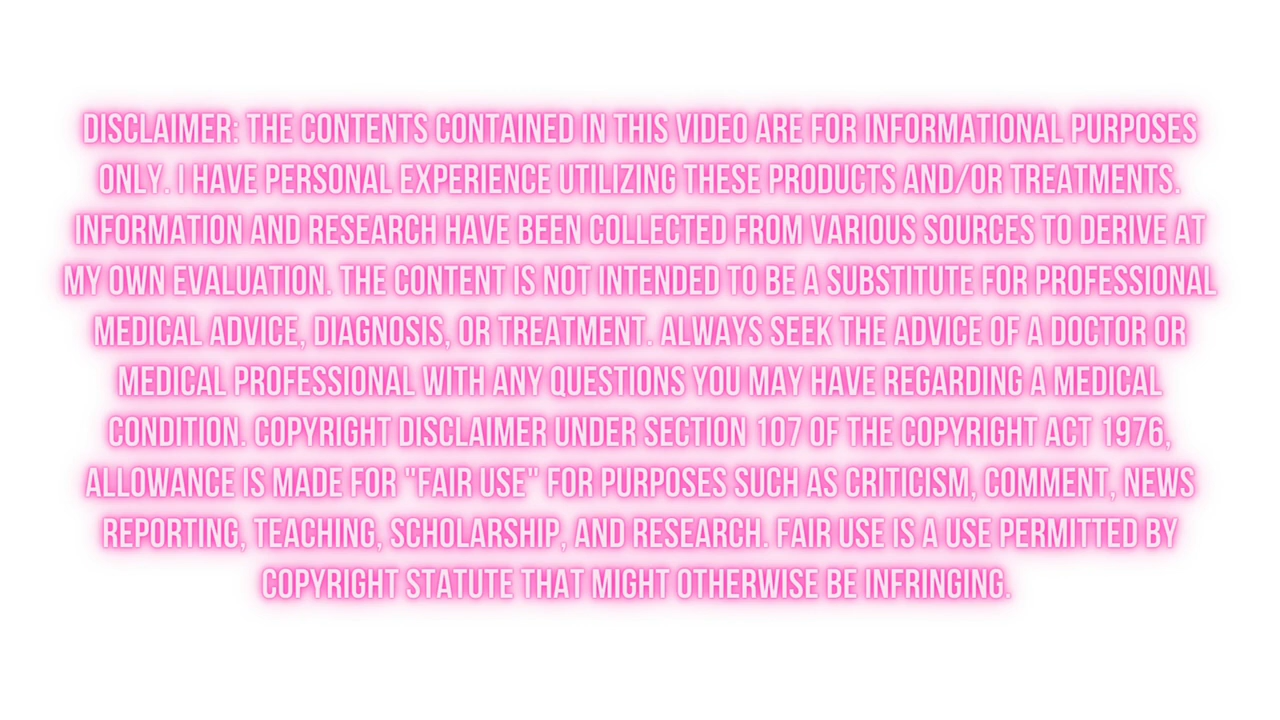 DISCLAIMER: THE CONTENTS CONTAINED IN THIS VIDEO ARE FOR INFORMATIONAL PURPOSES
ONLY. I HAVE PERSONAL EXPERIENCE UTILIZING THESE PRODUCTS AND/OR TREATMENTS.
INFORMATION AND RESEARCH HAVE BEEN COLLECTED FROM VARIOUS SOURCES TO DERIVE AT
MY OWN EVALUATION. THE CONTENT IS NOT INTENDED TO BE A SUBSTITUTE FOR PROFESSIONAL
MEDICAL ADVICE, DIAGNOSIS, OR TREATMENT. ALWAYS SEEK THE ADVICE OF A DOCTOR OR
MEDICAL PROFESSIONAL WITH ANY QUESTIONS YOU MAY HAVE REGARDING A MEDICAL
CONDITION. COPYRIGHT DISCLAIMER UNDER SECTION 107 OF THE COPYRIGHT ACT 1976,
ALLOWANCE IS MADE FOR "FAIR USE" FOR PURPOSES SUCH AS CRITICISM, COMMENT, NEWS
REPORTING, TEACHING, SCHOLARSHIP, AND RESEARCH. FAIR USE IS A USE PERMITTED BY
COPYRIGHT STATUTE THAT MIGHT OTHERWISE BE INFRINGING.